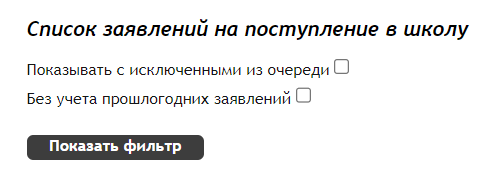 Список заявлений на поступление в школу
Показывать с исключенными из очереди
Без учета прошлогодних заявлений
Показать фильтр